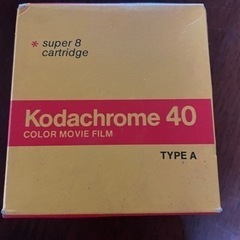 * super 8
cartridge
Kodachrome 40
COLOR MOVIE FILM
TYPE A